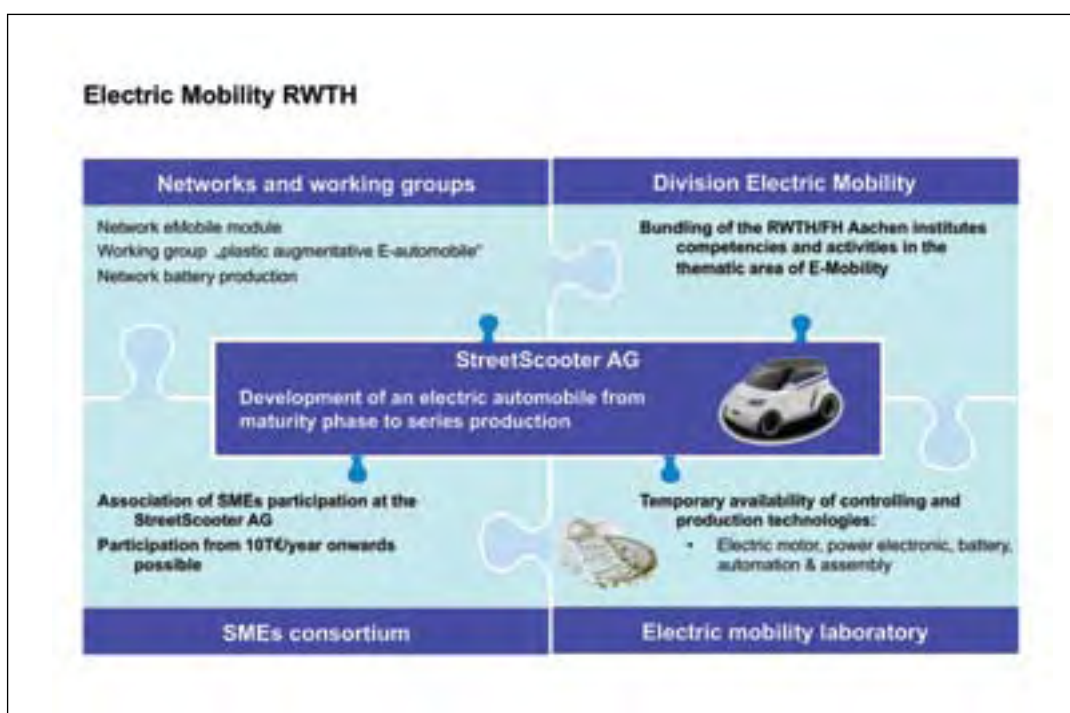 Electric Mobility RWTH
Networks and working groups
Network eMobile module
Working group „plastic augmentative E-automobile“
Network battery production
Division Electric Mobility
Bundling of the RWTH/FH Aachen institutes
competencies and activities in the
thematic area of E-Mobility
StreetScooter AG
Development of an electric automobile from
maturity phase to series production
Association of SMEs participation at the
StreetScooter AG
Participation from 10T€/year onwards
possible
SMEs consortium
Temporary availability of controlling and
production technologies:
• Electric motor, power electronic, battery,
automation & assembly
Electric mobility laboratory